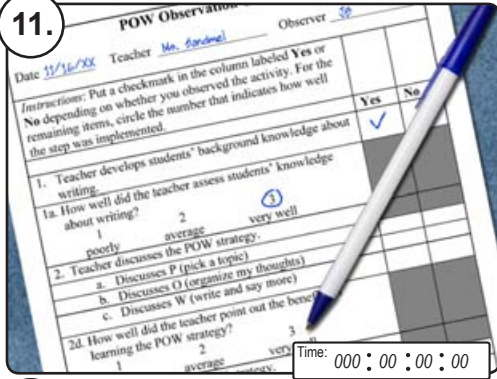 11.
POW Observation
Date 11/16/XX Teacher Ms. Sandmel Observer JB
Instructions: Put a checkmark in the column labeled Yes or
No depending on whether you observed the activity. For the
remaining items, circle the number that indicates how well
the step was implemented.
Yes No
1. Teacher develops students' background knowledge about
writing.
1a. How well did the teacher assess students' knowledge
about writing?
1 2 3
poorly average very well
2. Teacher discusses the POW strategy.
a. Discusses P (pick a topic)
b. Discusses O (organize my thoughts)
c. Discusses W (write and say more)
2d. How well did the teacher point out the
learning the POW strategy?
1 2 3
average very
Time: 000 : 00 : 00 : 00